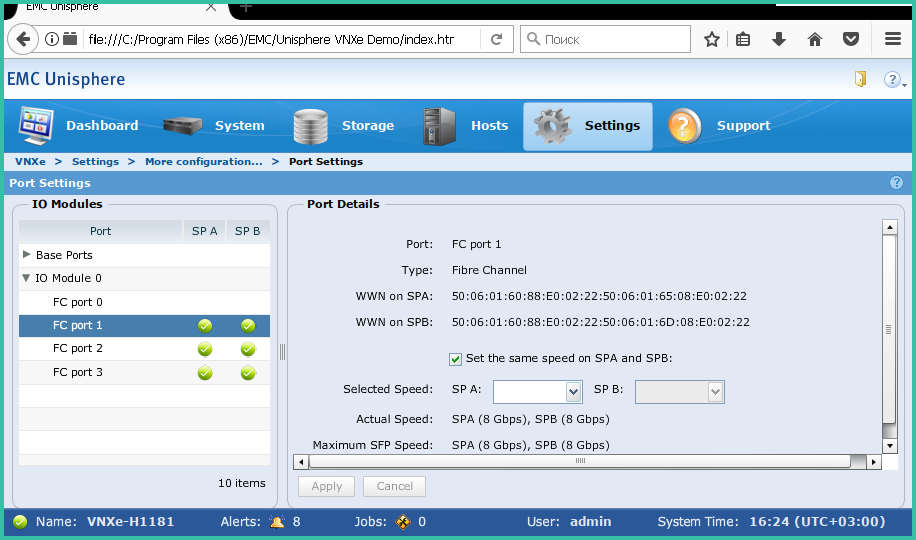 EMC Unisphere
file:///C:/Program Files (x86)/EMC/Unisphere VNXe Demo/index.htm
Поиск
EMC Unisphere
Dashboard System Storage Hosts Settings Support
VNXe > Settings > More configuration... > Port Settings
Port Settings
IO Modules
Port SP A SP B
Base Ports
IO Module 0
FC port 0
FC port 1
FC port 2
FC port 3
10 items
Port Details
Port: FC port 1
Type: Fibre Channel
WWN on SPA: 50:06:01:60:88:E0:02:22:50:06:01:65:08:E0:02:22
WWN on SPB: 50:06:01:60:88:E0:02:22:50:06:01:6D:08:E0:02:22
Set the same speed on SPA and SPB:
Selected Speed: SP A: SP B:
Actual Speed: SPA (8 Gbps), SPB (8 Gbps)
Maximum SFP Speed: SPA (8 Gbps), SPB (8 Gbps)
Apply Cancel
Name: VNXe-H1181 Alerts: 8 Jobs: 0 User: admin System Time: 16:24 (UTC+03:00)